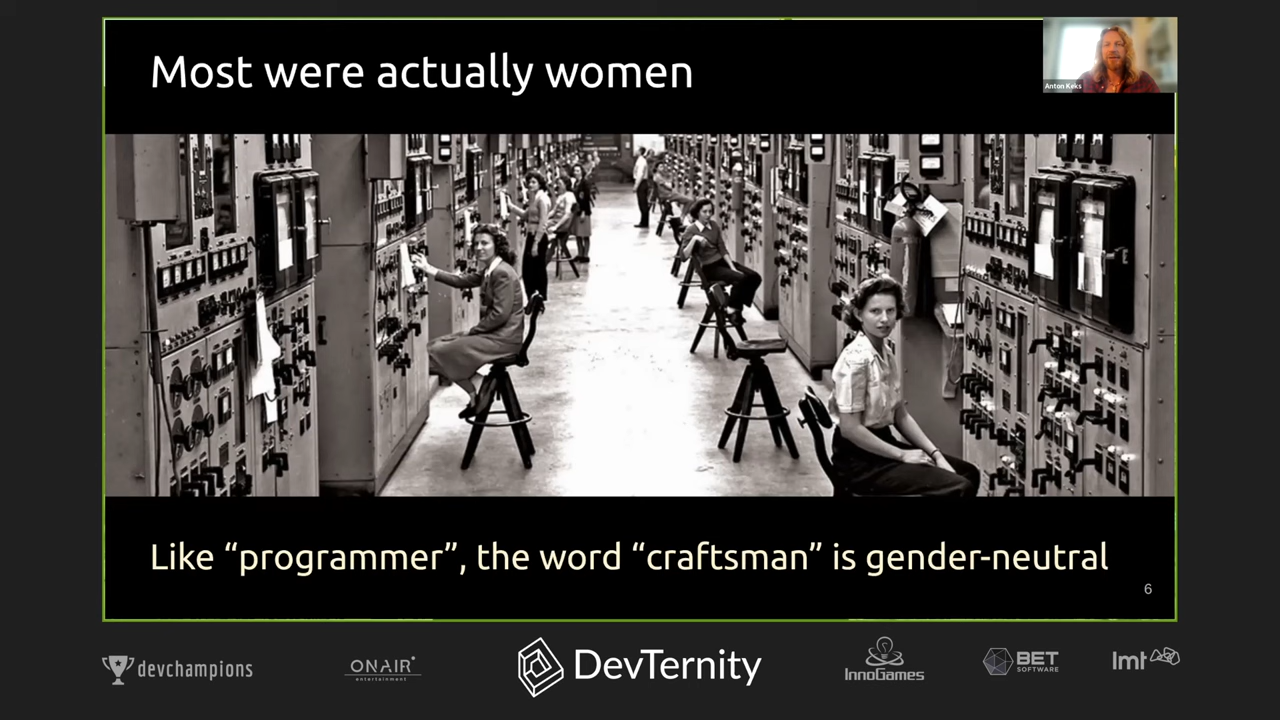 Most were actually women
Anton Keks
Like “programmer”, the word “craftsman” is gender-neutral
6
devchampions
ONAIR
entertainment
DevTernity
InnoGames
BET
SOFTWARE
lmt